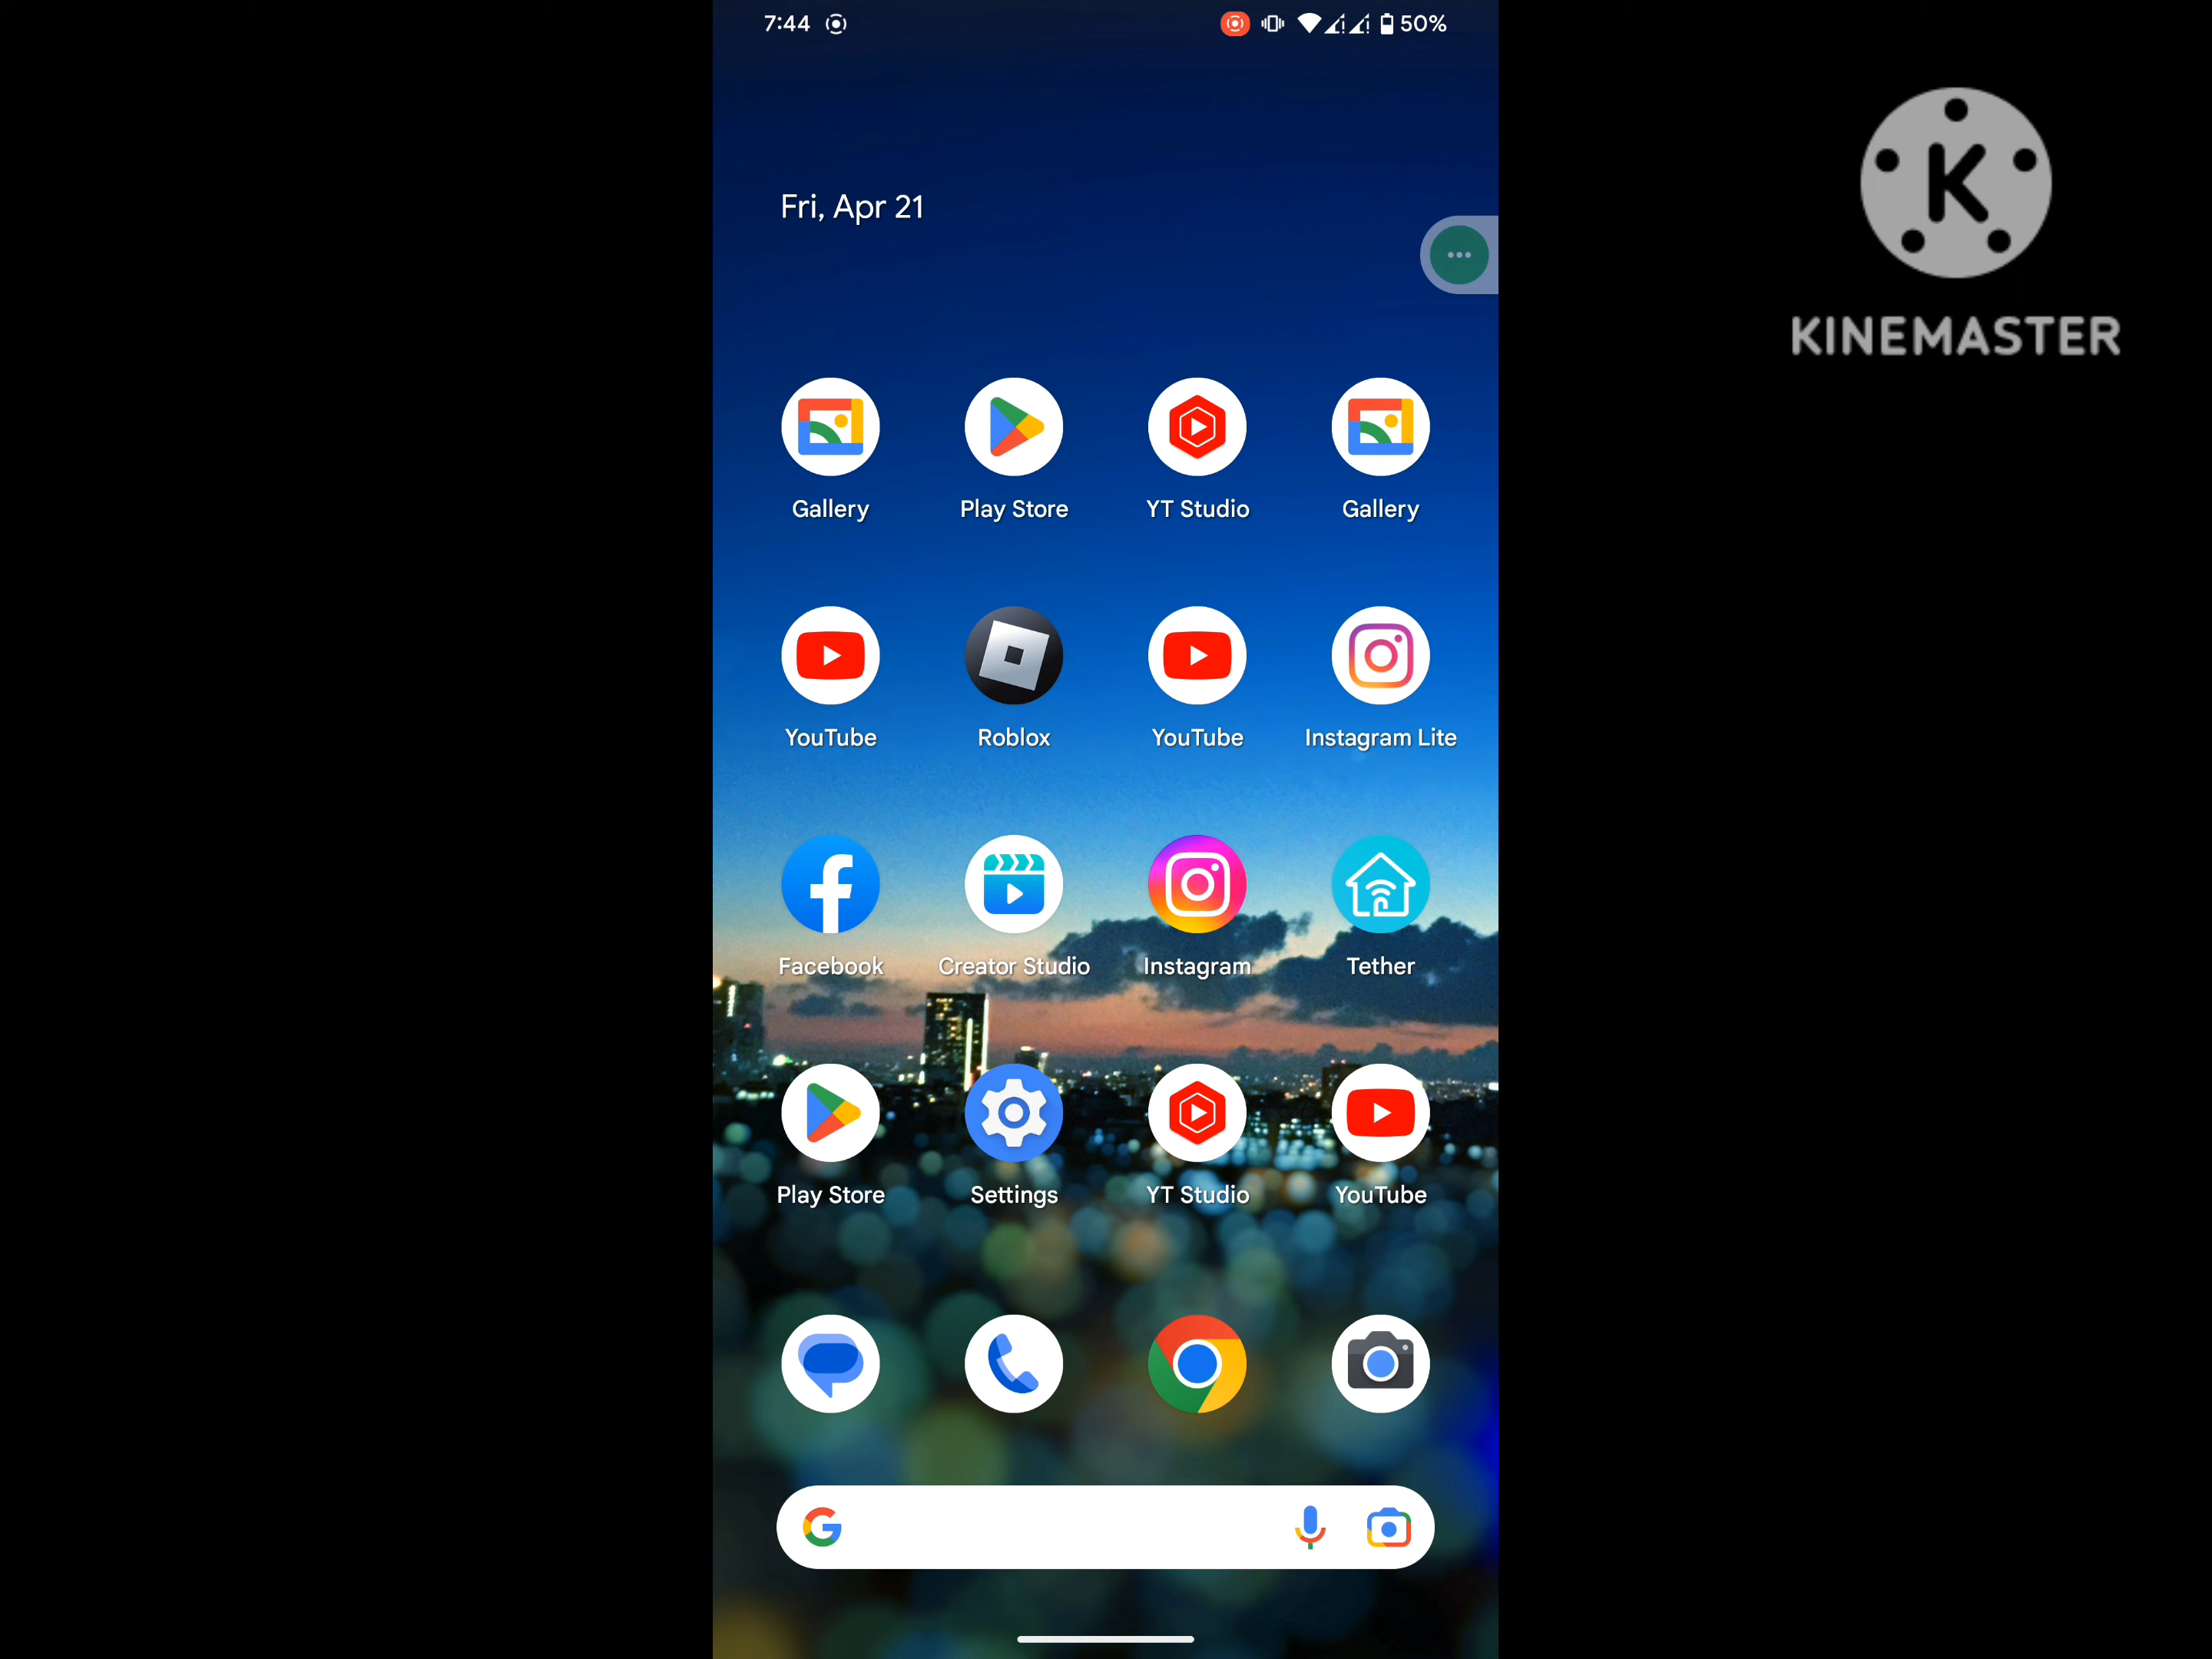 7:44
50%
KINEMASTER
Fri, Apr 21
Gallery
Play Store
YT Studio
Gallery
YouTube
Roblox
YouTube
Instagram Lite
Facebook
Creator Studio
Instagram
Tether
Play Store
Settings
YT Studio
YouTube